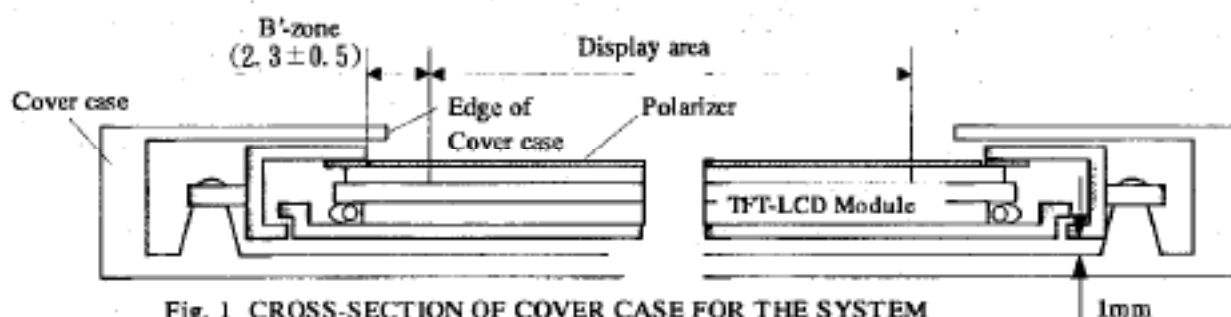 B'-zone
(2.3±0.5)
Display area
Cover case
Edge of
Cover case
Polarizer
TFT-LCD Module
Fig. 1 CROSS-SECTION OF COVER CASE FOR THE SYSTEM
1mm